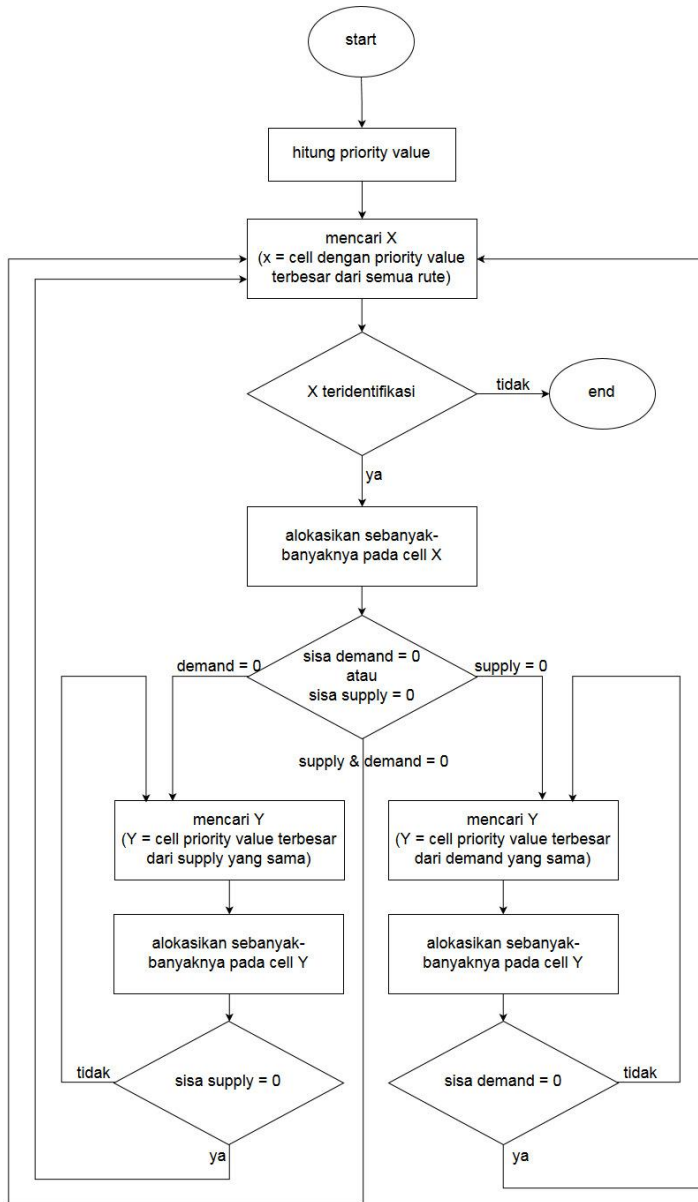 start
hitung priority value
mencari X
(x = cell dengan priority value
terbesar dari semua rute)
X teridentifikasi
tidak
end
ya
alokasikan sebanyak-
banyaknya pada cell X
demand = 0
sisa demand = 0
atau
sisa supply = 0
supply = 0
supply & demand = 0
mencari Y
(Y = cell priority value terbesar
dari supply yang sama)
mencari Y
(Y = cell priority value terbesar
dari demand yang sama)
alokasikan sebanyak-
banyaknya pada cell Y
alokasikan sebanyak-
banyaknya pada cell Y
tidak
sisa supply = 0
sisa demand = 0
tidak
ya
ya